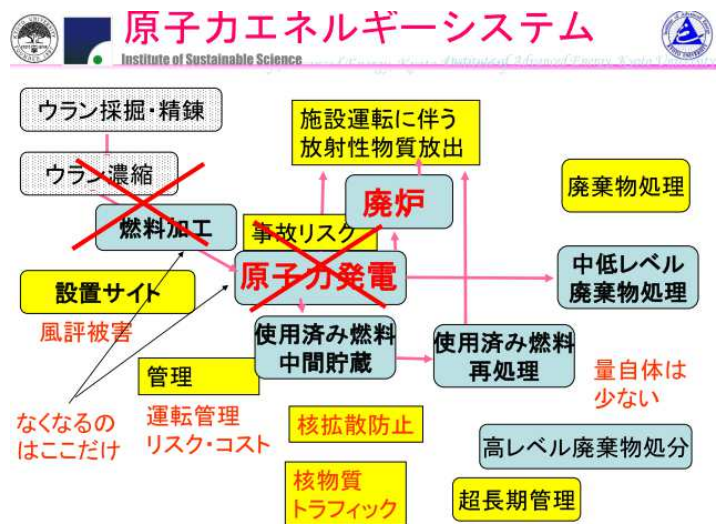 原子力エネルギーシステム
Institute of Sustainable Science
Institute of Advanced Energy, Kyoto University
ウラン採掘・精錬
ウラン濃縮
燃料加工
施設運転に伴う
放射性物質放出
廃炉
事故リスク
原子力発電
廃棄物処理
中低レベル
廃棄物処理
設置サイト
風評被害
使用済み燃料
中間貯蔵
使用済み燃料
再処理
管理
運転管理
リスク・コスト
なくなるの
はここだけ
核拡散防止
核物質
トラフィック
量自体は
少ない
高レベル廃棄物処分
超長期管理